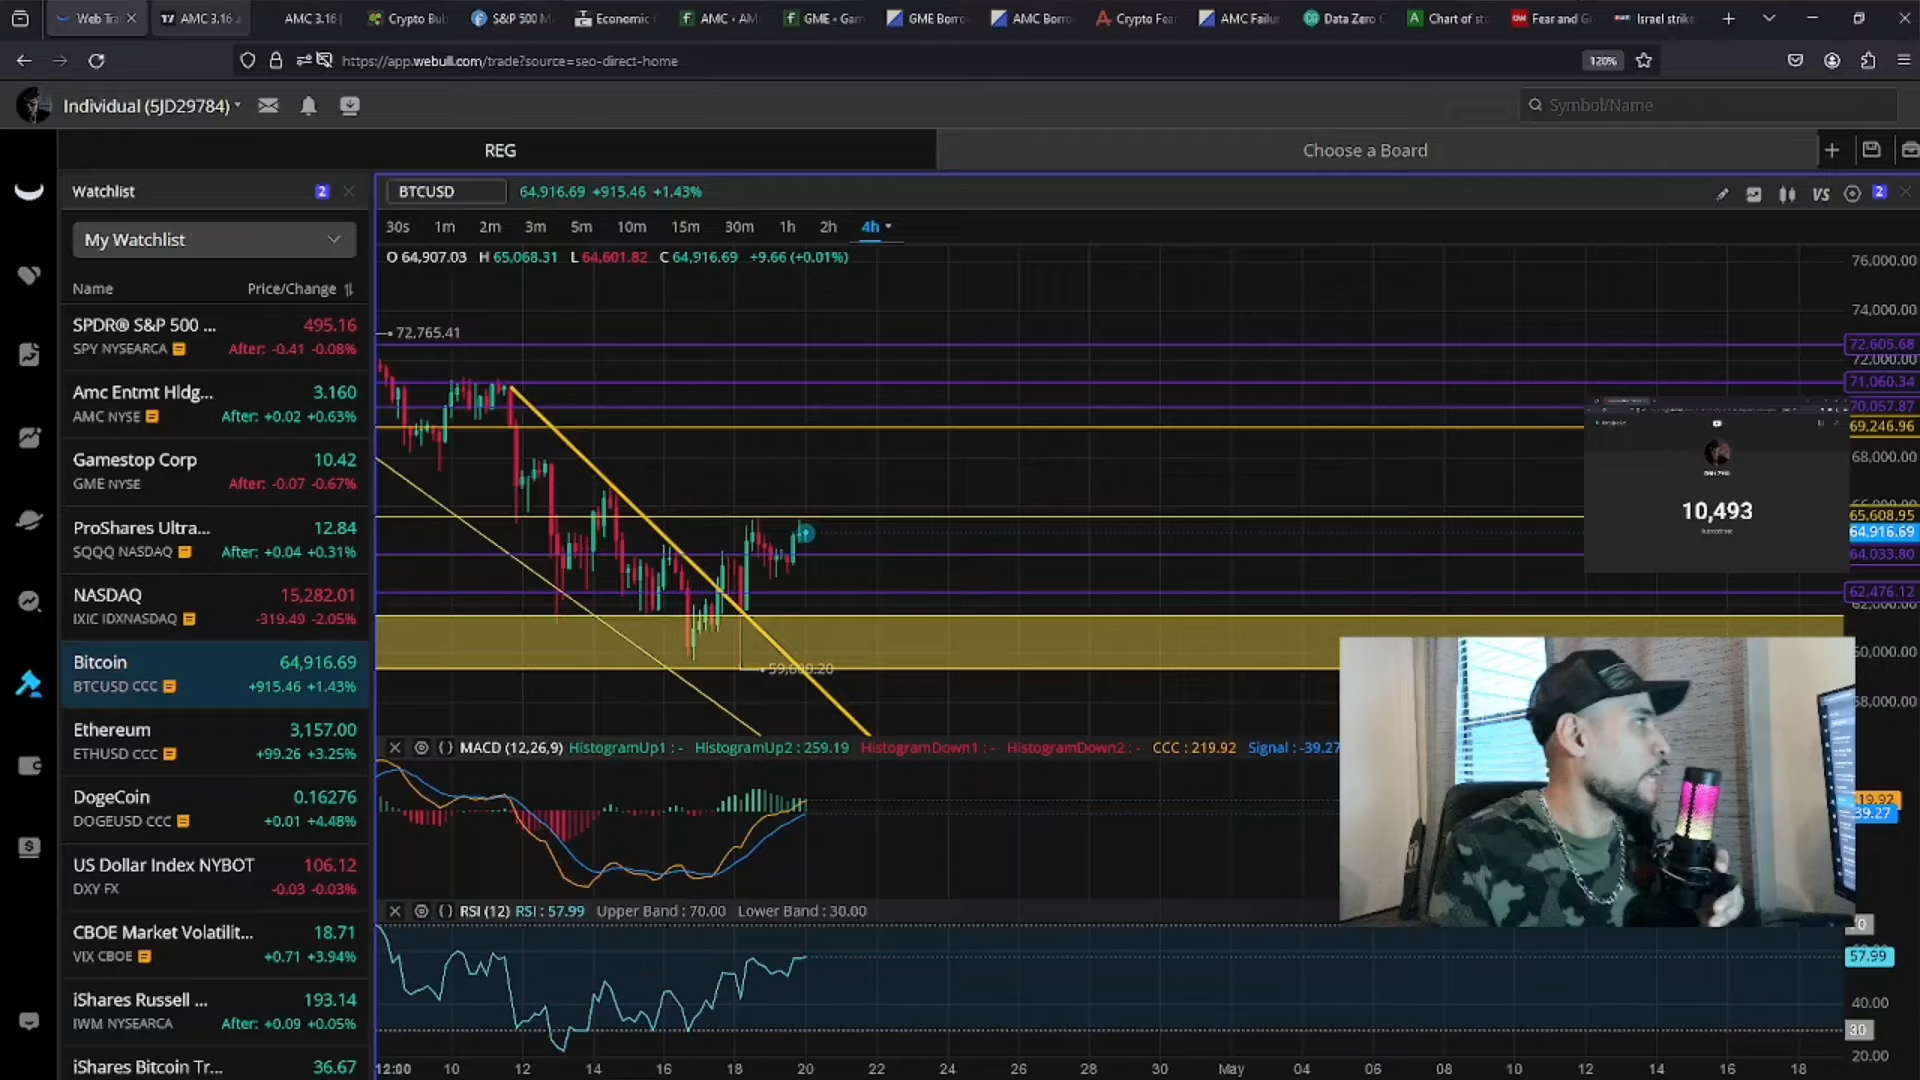 Web Tra
AMC 3.16
AMC 3.16
Crypto Bub
S&P 500 M
Economic
AMC - AM
GME - Gam
GME Borro
AMC Borro
Crypto Fear
AMC Failur
Data Zero
Chart of sto
Fear and G
Israel strike
https://app.webull.com/trade?source=seo-direct-home
120%
Individual (5JD29784)
Symbol/Name
REG
Choose a Board
Watchlist
2
My Watchlist
Name Price/Change
SPDR® S&P 500 ... 495.16
SPY NYSEARCA After: -0.41 -0.08%
Amc Entmt Hldg... 3.160
AMC NYSE After: +0.02 +0.63%
Gamestop Corp 10.42
GME NYSE After: -0.07 -0.67%
ProShares Ultra... 12.84
SQQQ NASDAQ After: +0.04 +0.31%
NASDAQ 15,282.01
IXIC IDXNASDAQ -319.49 -2.05%
Bitcoin 64,916.69
BTCUSD CCC +915.46 +1.43%
Ethereum 3,157.00
ETHUSD CCC +99.26 +3.25%
DogeCoin 0.16276
DOGEUSD CCC +0.01 +4.48%
US Dollar Index NYBOT 106.12
DXY FX -0.03 -0.03%
CBOE Market Volatilit... 18.71
VIX CBOE +0.71 +3.94%
iShares Russell ... 193.14
IWM NYSEARCA After: +0.09 +0.05%
iShares Bitcoin Tr... 36.67
BTCUSD 64,916.69 +915.46 +1.43%
VS
2
30s 1m 2m 3m 5m 10m 15m 30m 1h 2h 4h
O 64,907.03 H 65,068.31 L 64,601.82 C 64,916.69 +9.66 (+0.01%)
72,765.41
76,000.00
74,000.00
72,605.68
72,000.00
71,060.34
70,057.87
69,246.96
68,000.00
65,608.95
64,916.69
64,033.80
62,476.12
10,493
MACD (12,26,9) HistogramUp1 : - HistogramUp2 : 259.19 HistogramDown1 : - HistogramDown2 : - CCC : 219.92 Signal : -39.27
RSI (12) RSI : 57.99 Upper Band : 70.00 Lower Band : 30.00
57.99
40.00
30
20.00
12:00 10 12 14 16 18 20 22 24 26 28 30 May 04 06 08 10 12 14 16 18